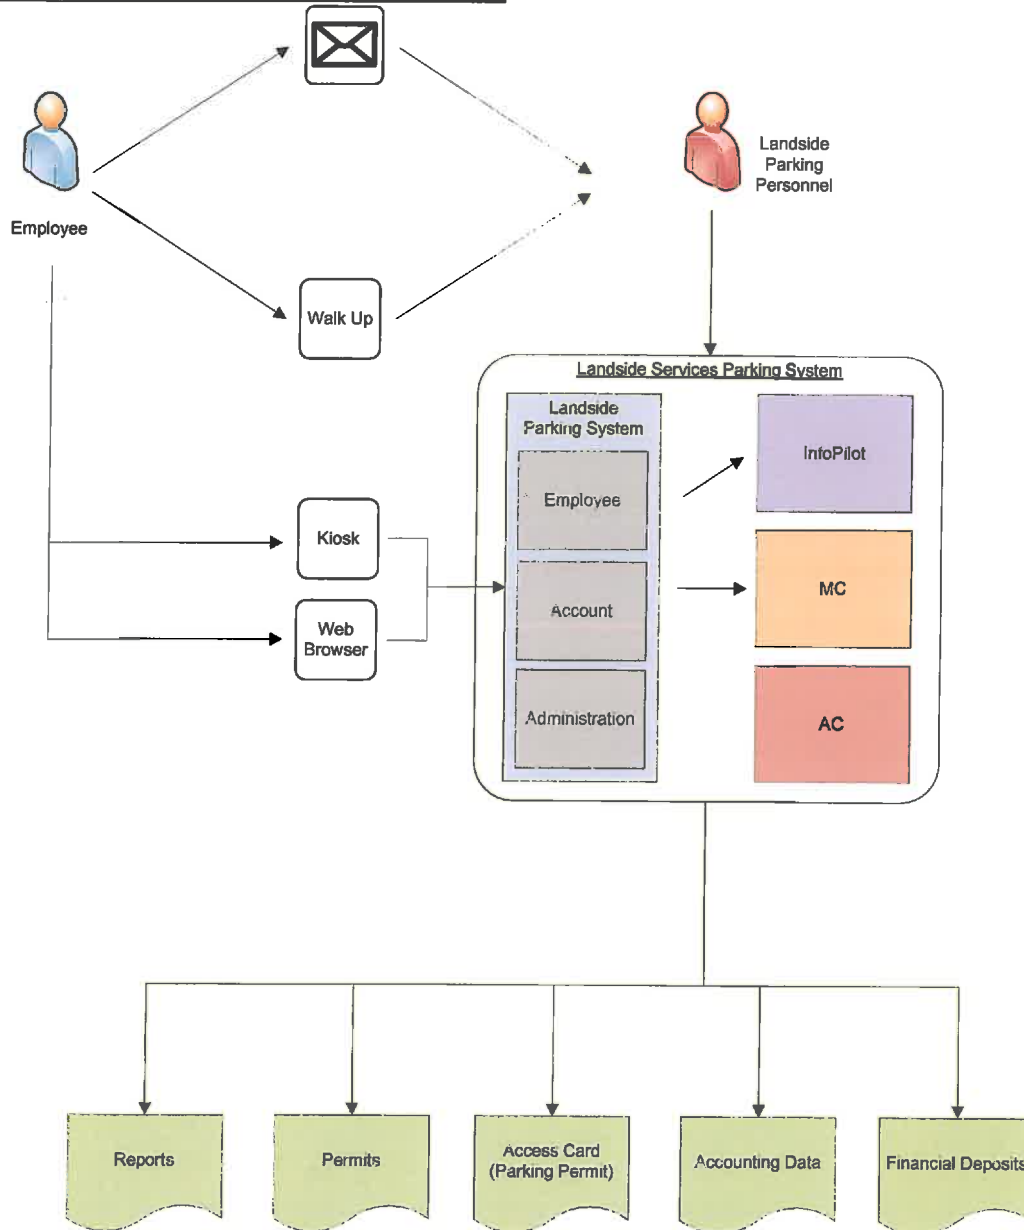 Landside
Parking
Personnel
Employee
Walk Up
Landside Services Parking System
Landside
Parking System
InfoPilot
Employee
Kiosk
MC
Account
Web
Browser
Administration
AC
Reports
Permits
Access Card
(Parking Permit)
Accounting Data
Financial Deposits